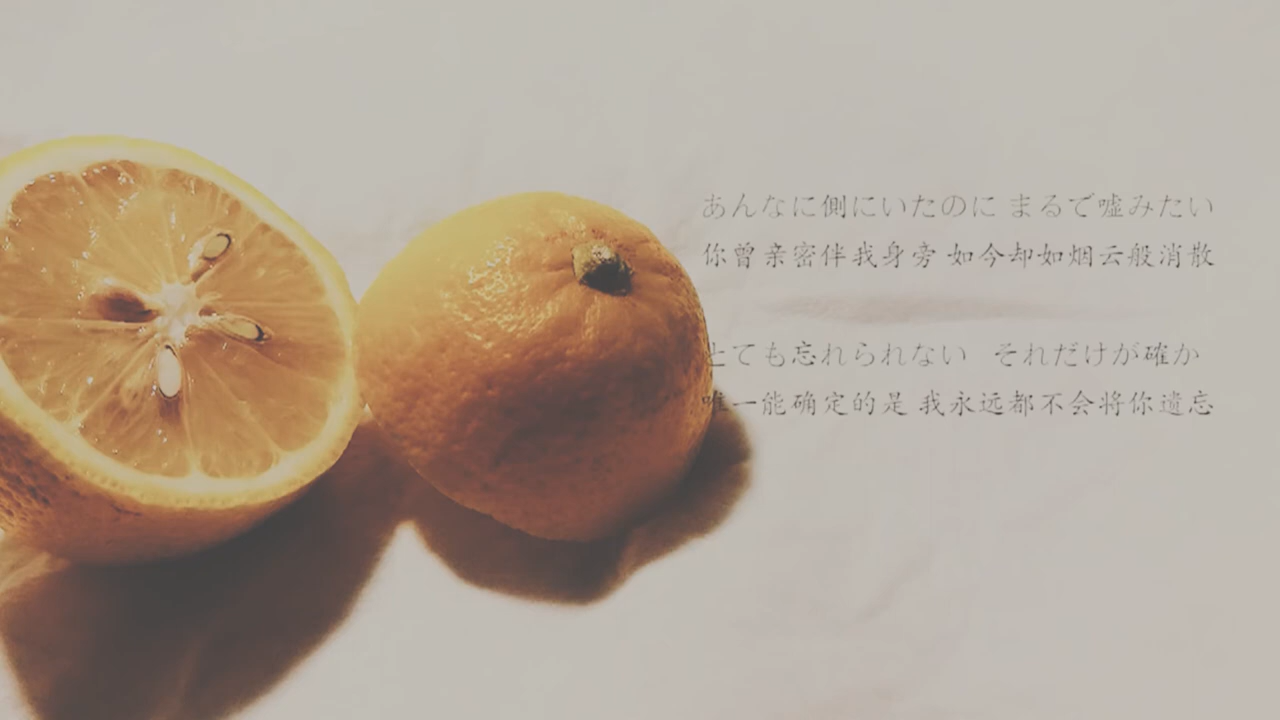 あんなに側にいたのに まるで嘘みたい
你曾亲密伴我身旁 如今却如烟云般消散
とても忘れられない それだけが確か
唯一能确定的是 我永远都不会将你遗忘